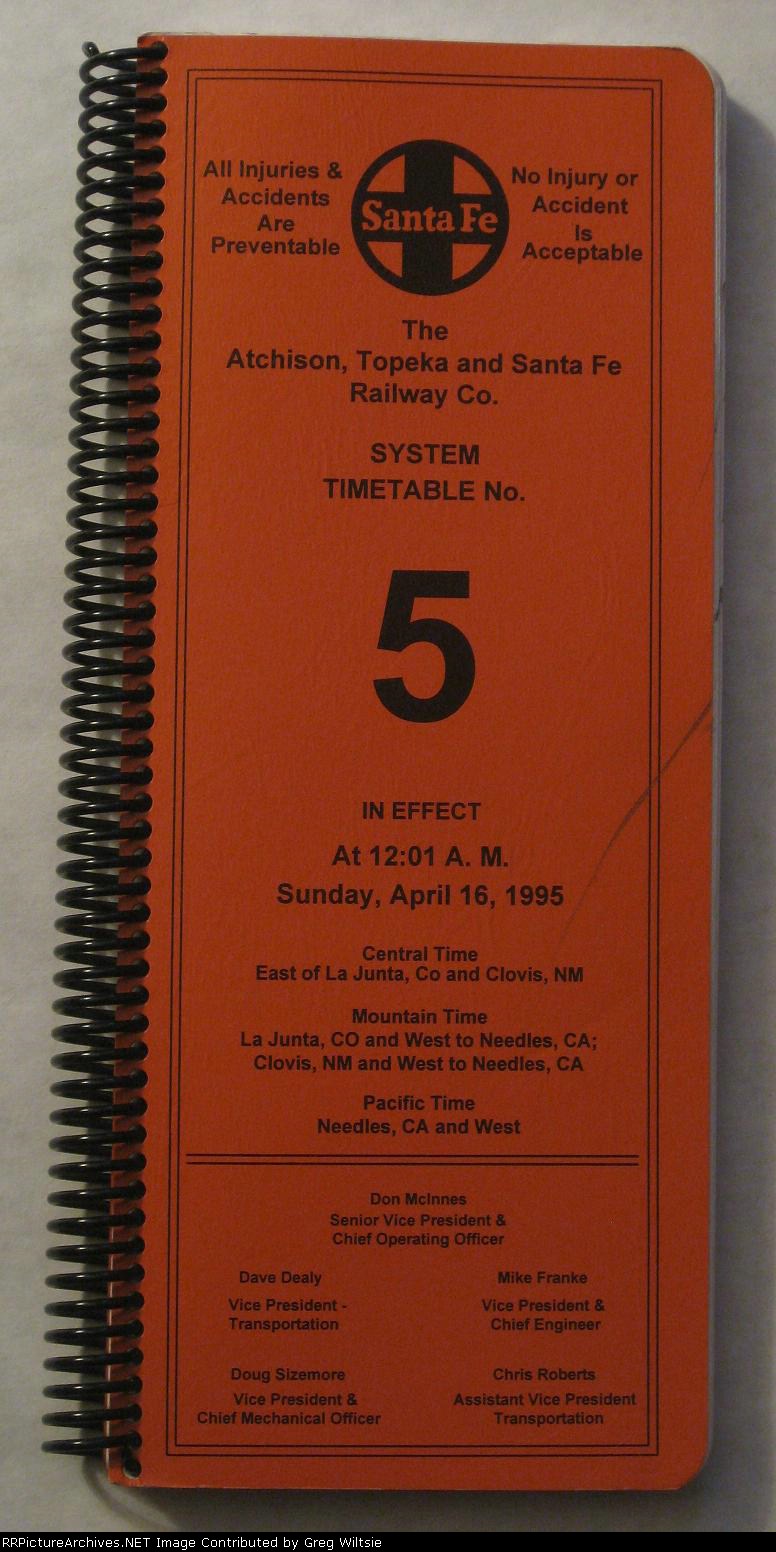 All Injuries &
Accidents
Are
Preventable
Santa Fe
No Injury or
Accident
Is
Acceptable
The
Atchison, Topeka and Santa Fe
Railway Co.
SYSTEM
TIMETABLE No.
5
IN EFFECT
At 12:01 A. M.
Sunday, April 16, 1995
Central Time
East of La Junta, Co and Clovis, NM
Mountain Time
La Junta, CO and West to Needles, CA;
Clovis, NM and West to Needles, CA
Pacific Time
Needles, CA and West
Don McInnes
Senior Vice President &
Chief Operating Officer
Dave Dealy
Vice President -
Transportation
Mike Franke
Vice President &
Chief Engineer
Doug Sizemore
Vice President &
Chief Mechanical Officer
Chris Roberts
Assistant Vice President
Transportation
RRPictureArchives.NET Image Contributed by Greg Wiltsie